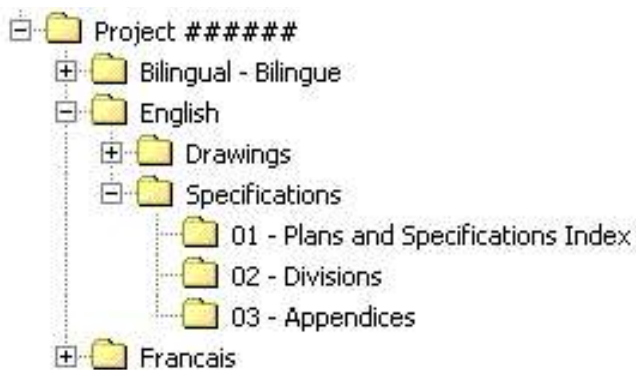 Project ######
Bilingual - Bilingue
English
Drawings
Specifications
01 - Plans and Specifications Index
02 - Divisions
03 - Appendices
Francais